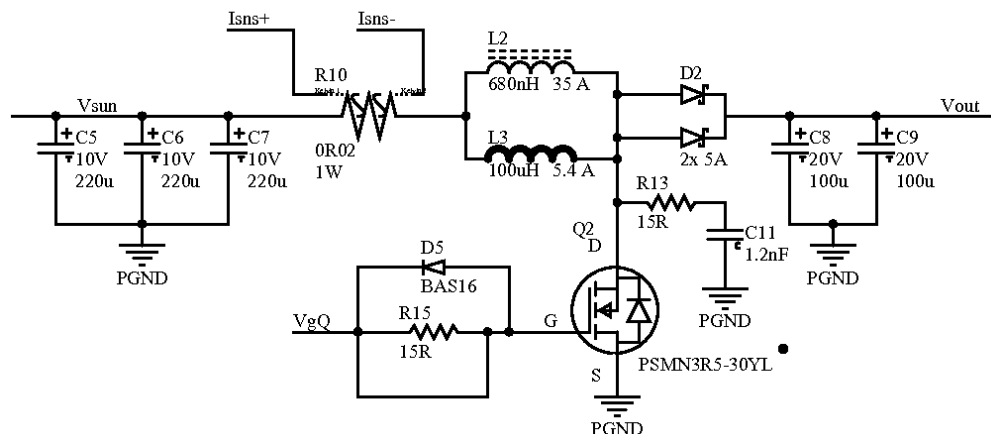 Isns+
Isns-
L2
680nH 35 A
D2
R10
Vsun
Vout
C5
10V
220u
C6
10V
220u
C7
10V
220u
0R02
1W
L3
100uH 5.4 A
2x 5A
C8
20V
100u
C9
20V
100u
R13
15R
C11
1.2nF
Q2
D
PGND
D5
BAS16
PGND
VgQ
R15
15R
G
S
PSMN3R5-30YL
PGND